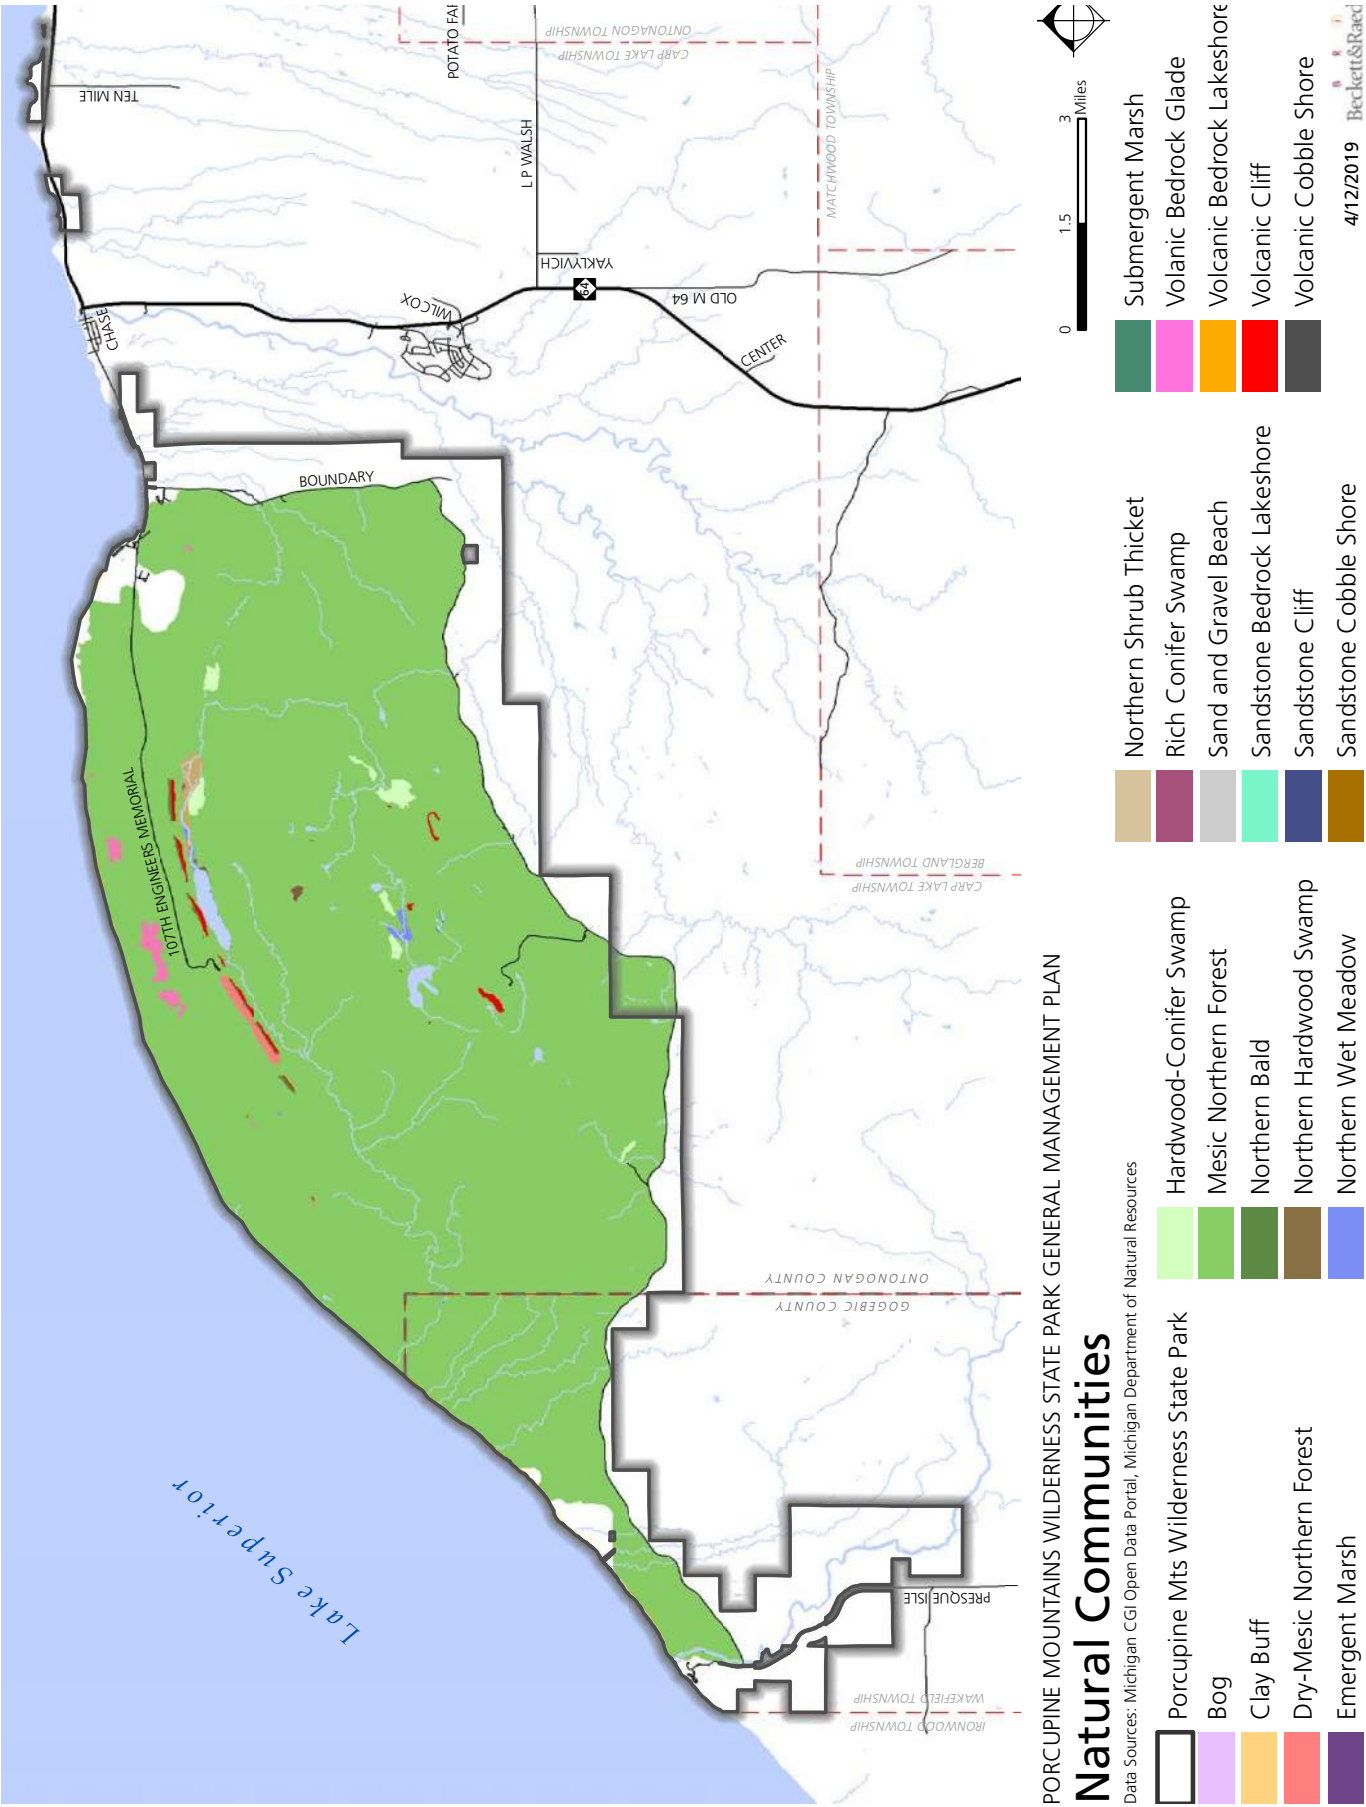 Lake Superior
TEN MILE
POTATO FA
ONTONAGON TOWNSHIP
CARP LAKE TOWNSHIP
L P WALSH
MATCHWOOD TOWNSHIP
YAKLYVICH
64
OLD M 64
CHASE
WILCOX
CENTER
BOUNDARY
107TH ENGINEERS MEMORIAL
BERGLAND TOWNSHIP
CARP LAKE TOWNSHIP
ONTONOGAN COUNTY
GOGEBIC COUNTY
PRESQUE ISLE
WAKEFIELD TOWNSHIP
IRONWOOD TOWNSHIP
PORCUPINE MOUNTAINS WILDERNESS STATE PARK GENERAL MANAGEMENT PLAN
Natural Communities
Data Sources: Michigan CGI Open Data Portal, Michigan Department of Natural Resources
0 1.5 3
Miles
Porcupine Mts Wilderness State Park
Bog
Clay Buff
Dry-Mesic Northern Forest
Emergent Marsh
Hardwood-Conifer Swamp
Mesic Northern Forest
Northern Bald
Northern Hardwood Swamp
Northern Wet Meadow
Northern Shrub Thicket
Rich Conifer Swamp
Sand and Gravel Beach
Sandstone Bedrock Lakeshore
Sandstone Cliff
Sandstone Cobble Shore
Submergent Marsh
Volanic Bedrock Glade
Volcanic Bedrock Lakeshore
Volcanic Cliff
Volcanic Cobble Shore
4/12/2019
B R i
Beckett&Raed